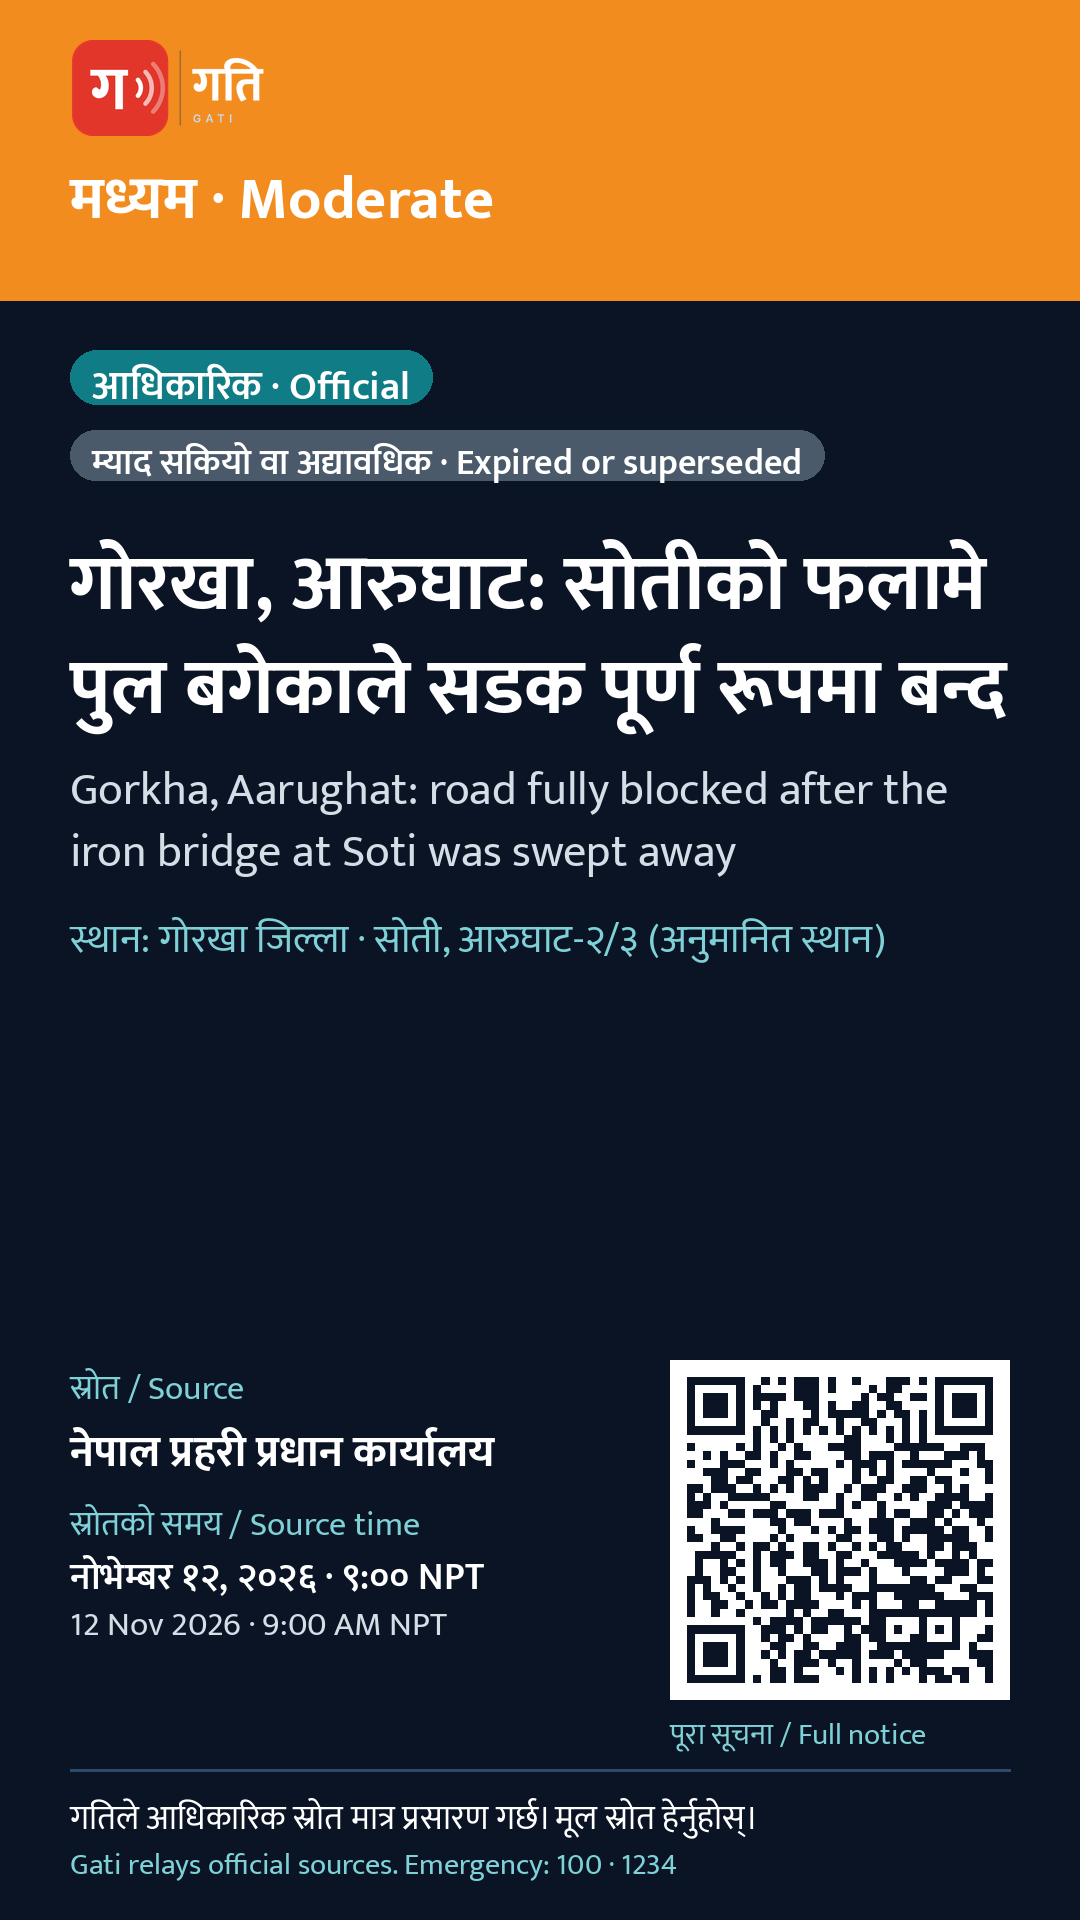 ग
गति
GATI
मध्यम · Moderate
आधिकारिक · Official
म्याद सकियो वा अद्यावधिक · Expired or superseded
गोरखा, आरुघाट: सोतीको फलामे
पुल बगेकाले सडक पूर्ण रूपमा बन्द
Gorkha, Aarughat: road fully blocked after the
iron bridge at Soti was swept away
स्थान: गोरखा जिल्ला · सोती, आरुघाट-२/३ (अनुमानित स्थान)
स्रोत / Source
नेपाल प्रहरी प्रधान कार्यालय
स्रोतको समय / Source time
नोभेम्बर १२, २०२६ · ९:०० NPT
12 Nov 2026 · 9:00 AM NPT
पूरा सूचना / Full notice
गतिले आधिकारिक स्रोत मात्र प्रसारण गर्छ। मूल स्रोत हेर्नुहोस्।
Gati relays official sources. Emergency: 100 · 1234